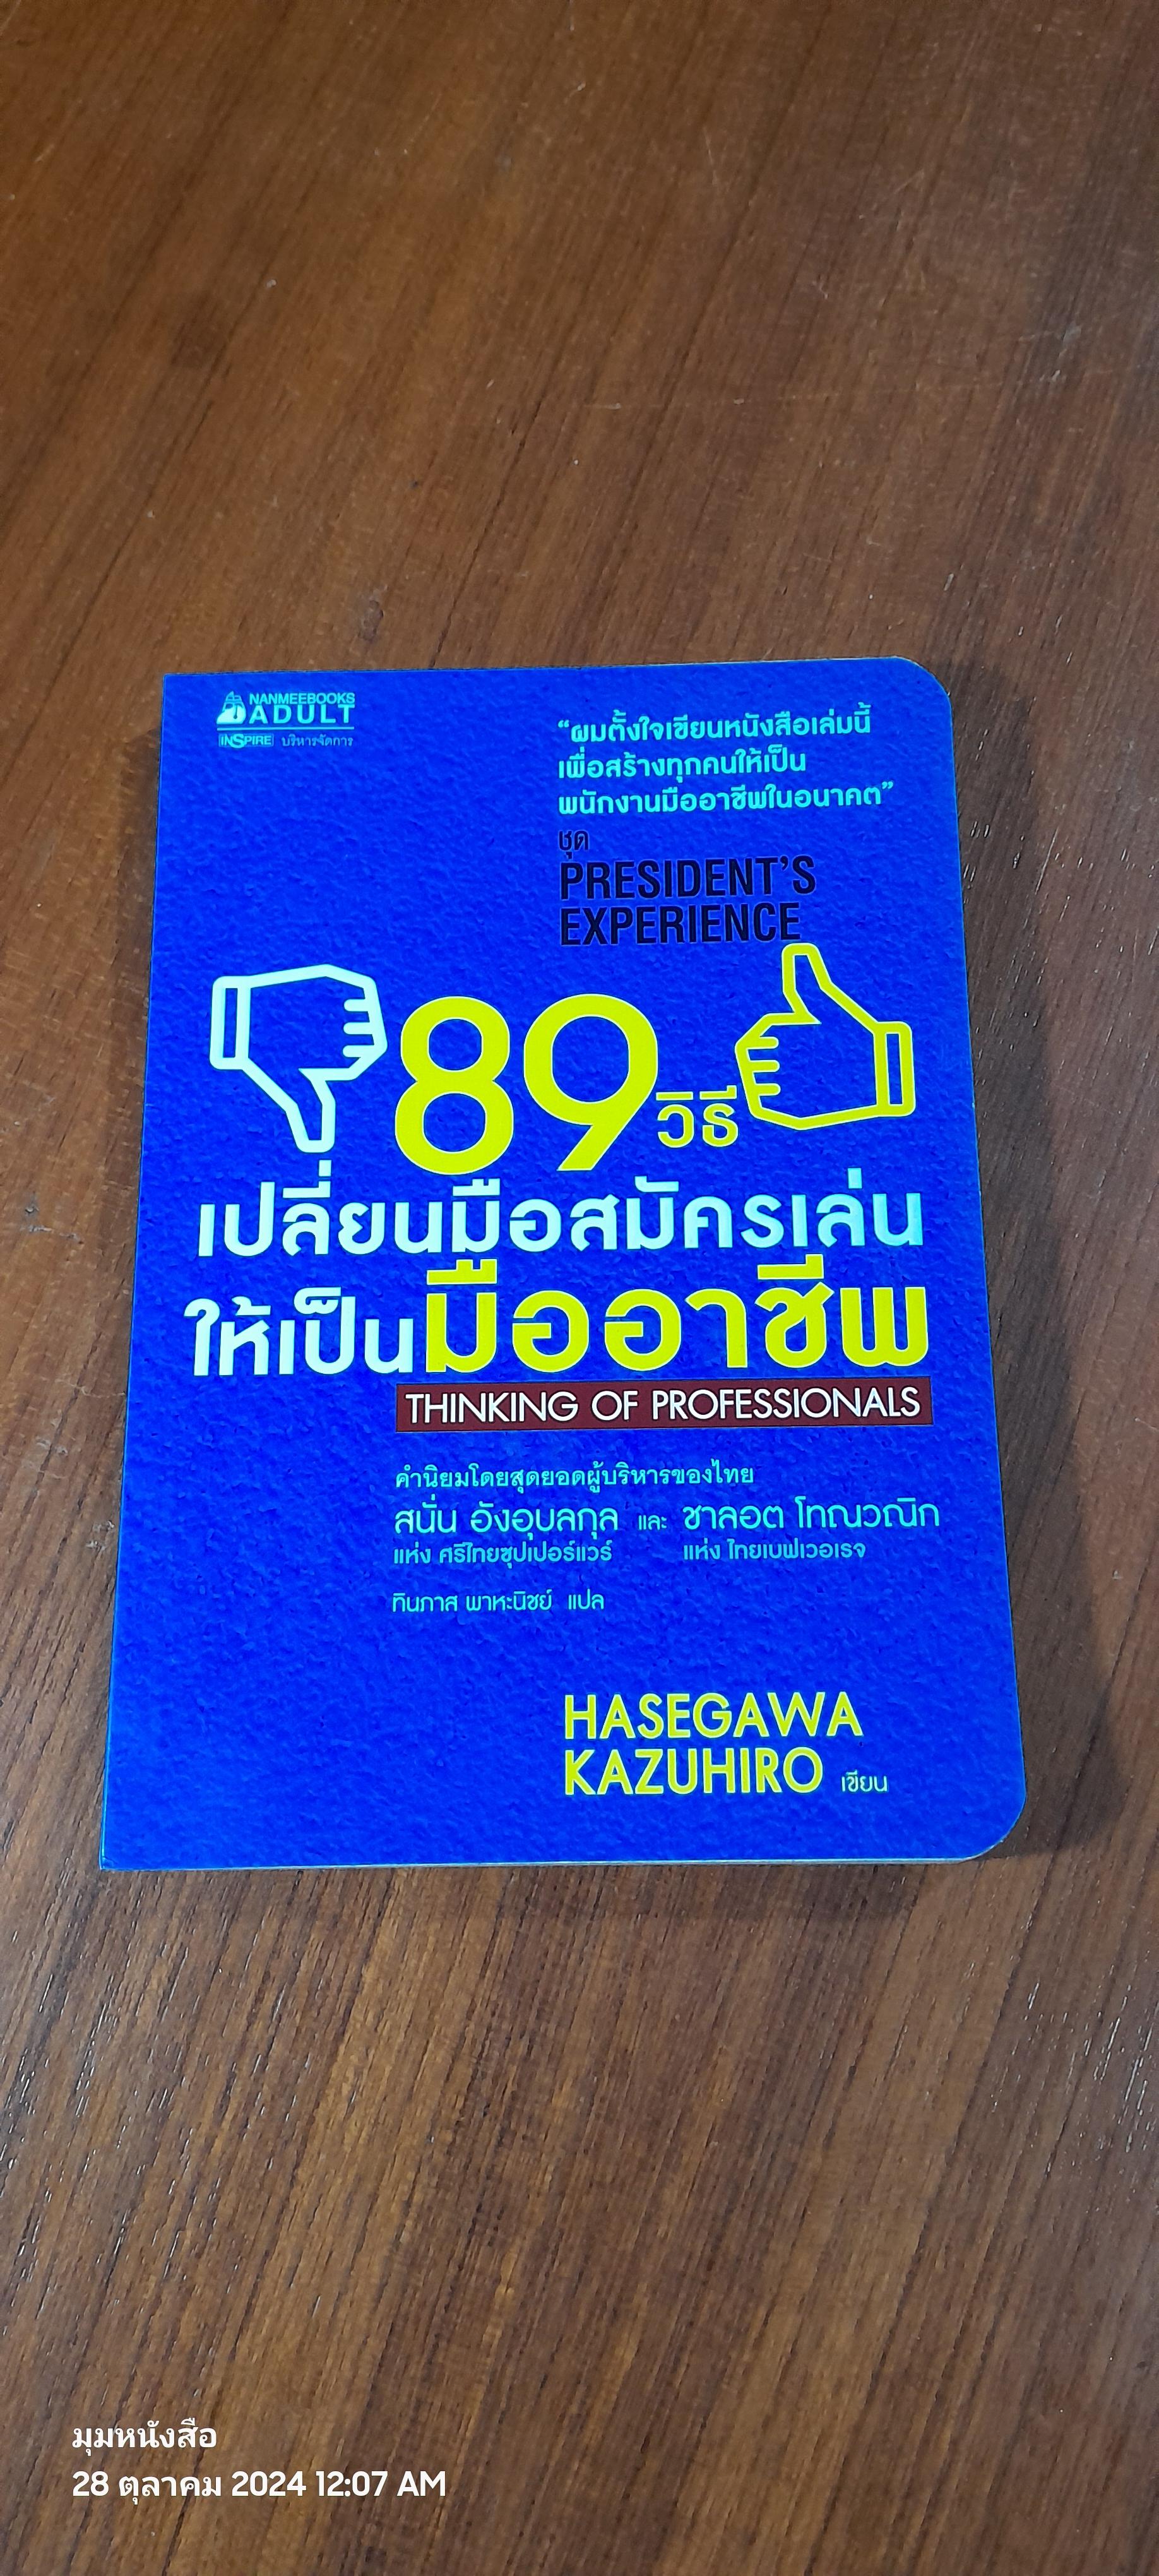 NANMEEBOOKS
ADULT
INSPIRE บริหารจัดการ
“ผมตั้งใจเขียนหนังสือเล่มนี้
เพื่อสร้างทุกคนให้เป็น
พนักงานมืออาชีพในอนาคต”
ชุด
PRESIDENT'S
EXPERIENCE
89 วิธี
เปลี่ยนมือสมัครเล่น
ให้เป็นมืออาชีพ
THINKING OF PROFESSIONALS
คำนิยมโดยสุดยอดผู้บริหารของไทย
สนั่น อังอุบลกุล และ ชาลอต โทณวณิก
แห่ง ศรีไทยซุปเปอร์แวร์ แห่ง ไทยเบฟเวอเรจ
ทินภาส พาหะนิชย์ แปล
HASEGAWA
KAZUHIRO เขียน
มุมหนังสือ
28 ตุลาคม 2024 12:07 AM